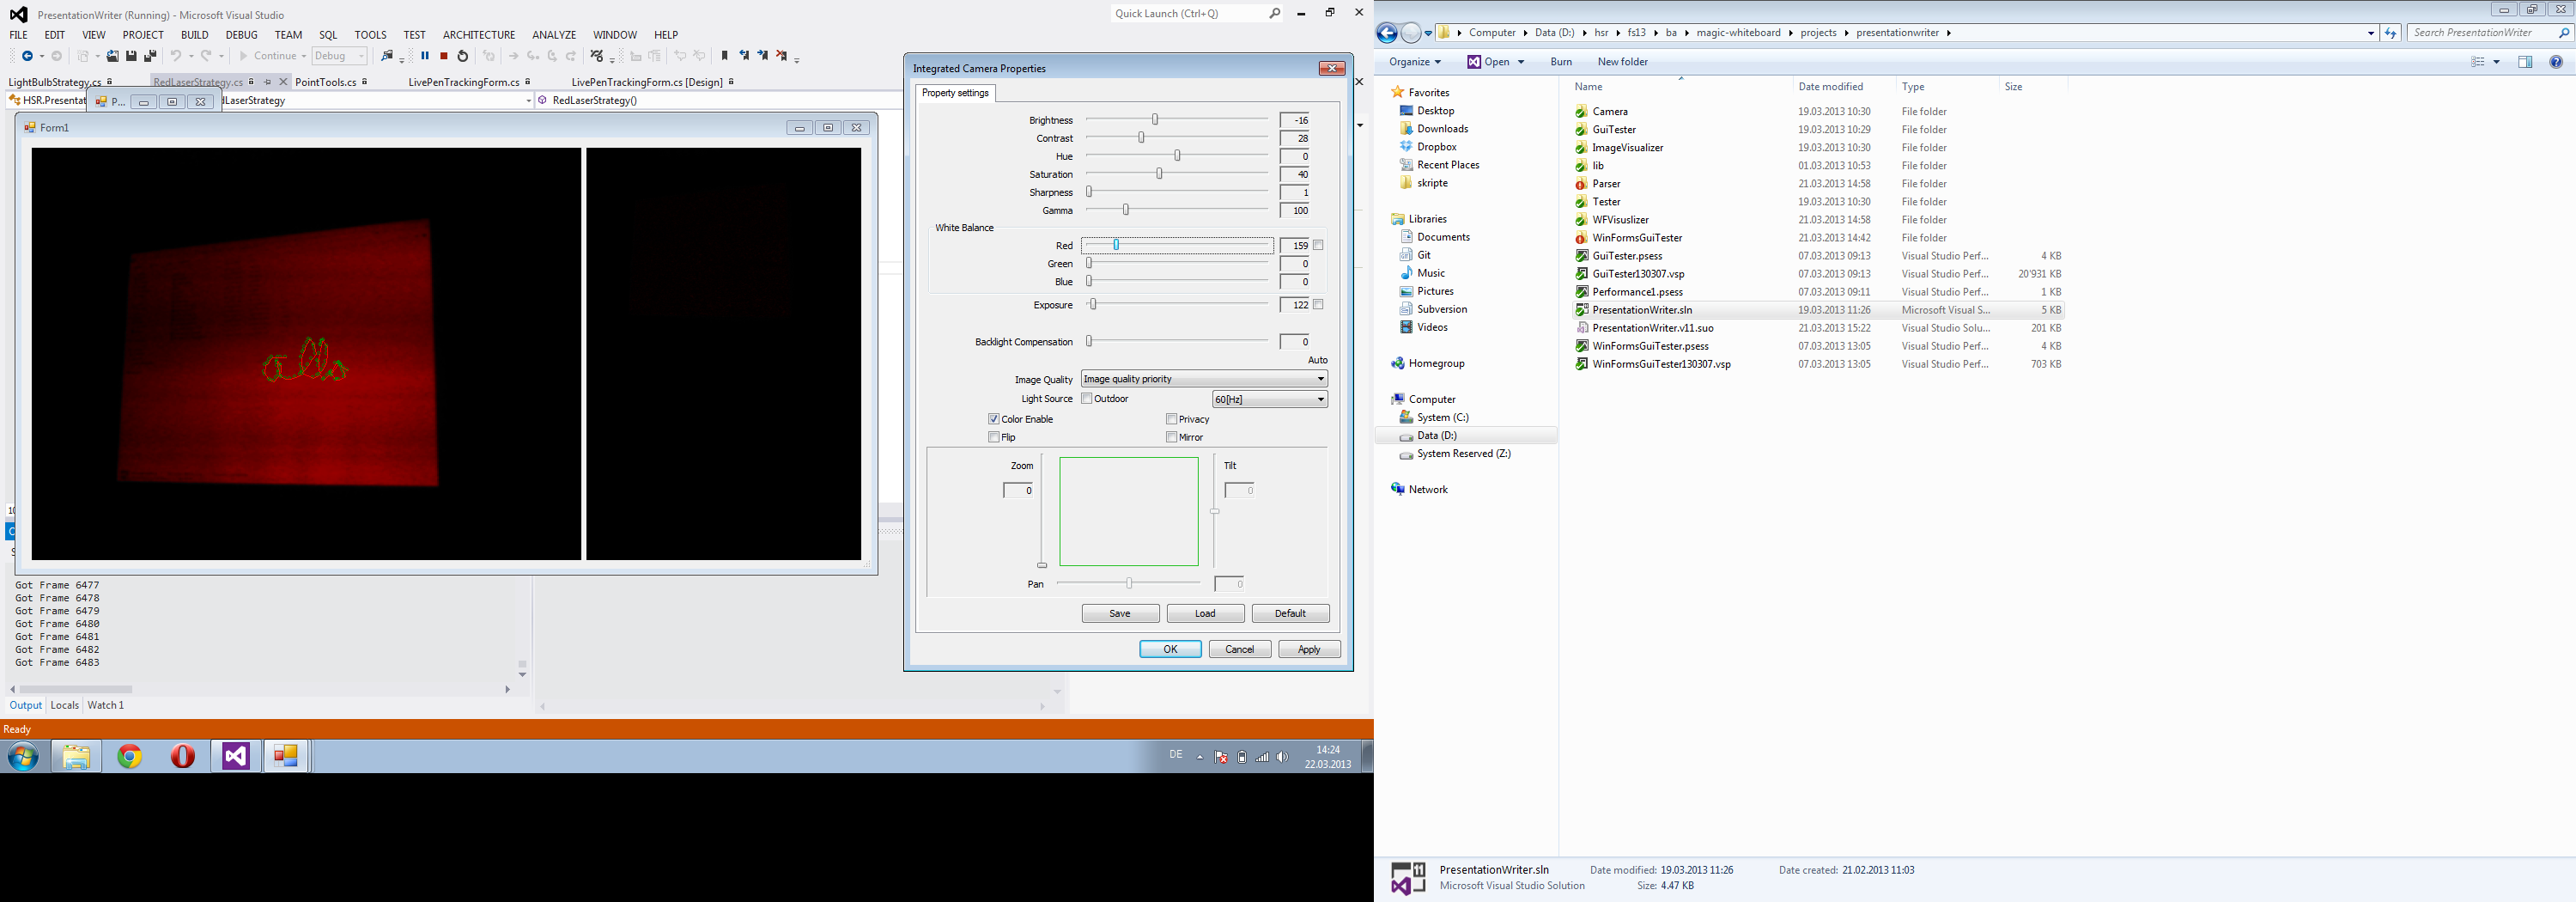 PresentationWriter (Running) - Microsoft Visual Studio
Quick Launch (Ctrl+Q)
FILE EDIT VIEW PROJECT BUILD DEBUG TEAM SQL TOOLS TEST ARCHITECTURE ANALYZE WINDOW HELP
Continue Debug
LightBulbStrategy.cs RedLaserStrategy.cs PointTools.cs LivePenTrackingForm.cs LivePenTrackingForm.cs [Design]
HSR.Presentat P... dLaserStrategy RedLaserStrategy()
Form1
Got Frame 6477
Got Frame 6478
Got Frame 6479
Got Frame 6480
Got Frame 6481
Got Frame 6482
Got Frame 6483
Output Locals Watch 1
Ready
DE
14:24
22.03.2013
Integrated Camera Properties
Property settings
Brightness -16
Contrast 28
Hue 0
Saturation 40
Sharpness 1
Gamma 100
White Balance
Red 159
Green 0
Blue 0
Exposure 122
Backlight Compensation 0
Auto
Image Quality Image quality priority
Light Source Outdoor 60[Hz]
Color Enable Privacy
Flip Mirror
Zoom Tilt
0 0
Pan 0
Save Load Default
OK Cancel Apply
Computer Data (D:) hsr fs13 ba magic-whiteboard projects presentationwriter
Search PresentationWriter
Organize Open Burn New folder
Favorites
Desktop
Downloads
Dropbox
Recent Places
skripte
Libraries
Documents
Git
Music
Pictures
Subversion
Videos
Homegroup
Computer
System (C:)
Data (D:)
System Reserved (Z:)
Network
Name Date modified Type Size
Camera 19.03.2013 10:30 File folder
GuiTester 19.03.2013 10:29 File folder
ImageVisualizer 19.03.2013 10:30 File folder
lib 01.03.2013 10:53 File folder
Parser 21.03.2013 14:58 File folder
Tester 19.03.2013 10:30 File folder
WFVisuslizer 21.03.2013 14:58 File folder
WinFormsGuiTester 21.03.2013 14:42 File folder
GuiTester.psess 07.03.2013 09:13 Visual Studio Perf... 4 KB
GuiTester130307.vsp 07.03.2013 09:13 Visual Studio Perf... 20'931 KB
Performance1.psess 07.03.2013 09:11 Visual Studio Perf... 1 KB
PresentationWriter.sln 19.03.2013 11:26 Microsoft Visual S... 5 KB
PresentationWriter.v11.suo 21.03.2013 15:22 Visual Studio Solu... 201 KB
WinFormsGuiTester.psess 07.03.2013 13:05 Visual Studio Perf... 4 KB
WinFormsGuiTester130307.vsp 07.03.2013 13:05 Visual Studio Perf... 703 KB
PresentationWriter.sln Date modified: 19.03.2013 11:26 Date created: 21.02.2013 11:03
Microsoft Visual Studio Solution Size: 4.47 KB